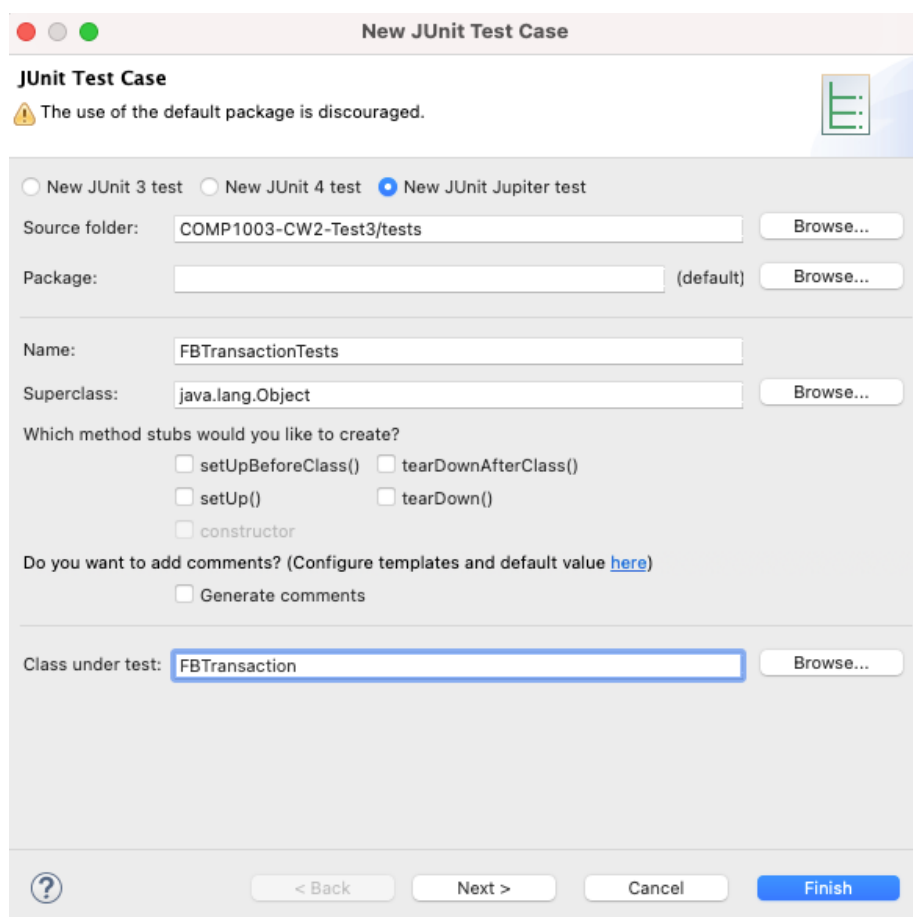 New JUnit Test Case
JUnit Test Case
The use of the default package is discouraged.
New JUnit 3 test New JUnit 4 test New JUnit Jupiter test
Source folder: COMP1003-CW2-Test3/tests Browse...
Package: (default) Browse...
Name: FBTransactionTests
Superclass: java.lang.Object Browse...
Which method stubs would you like to create?
setUpBeforeClass() tearDownAfterClass()
setUp() tearDown()
constructor
Do you want to add comments? (Configure templates and default value here)
Generate comments
Class under test: FBTransaction Browse...
? < Back Next > Cancel Finish